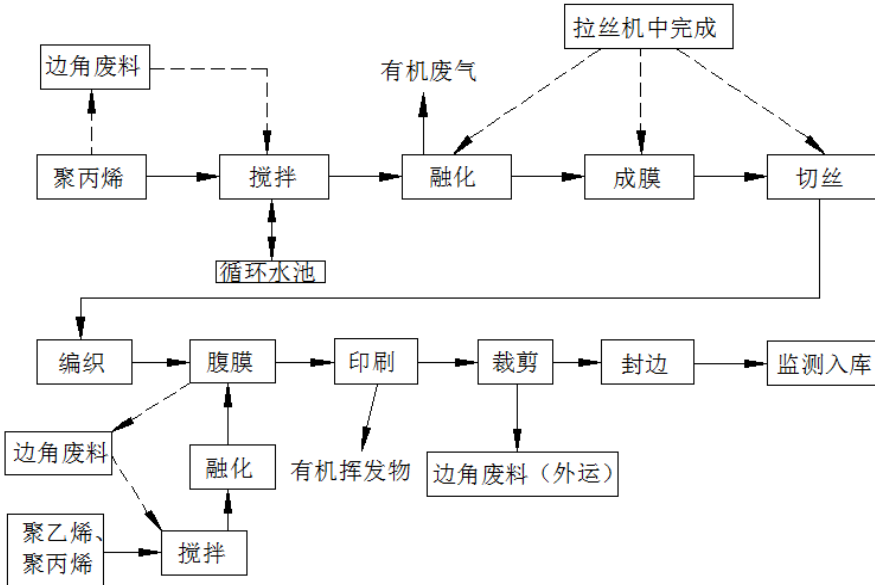 拉丝机中完成
边角废料
有机废气
聚丙烯
搅拌
融化
成膜
切丝
循环水池
编织
腹膜
印刷
裁剪
封边
监测入库
边角废料
融化
有机挥发物
边角废料（外运）
聚乙烯、
聚丙烯
搅拌